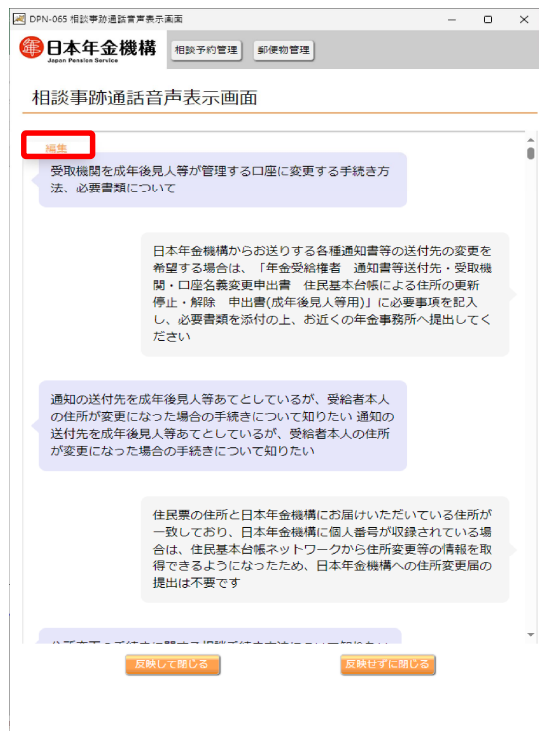 DPN-065 相談事跡通話音声表示画面
日本年金機構
Japan Pension Service
相談予約管理
郵便物管理
相談事跡通話音声表示画面
編集
受取機関を成年後見人等が管理する口座に変更する手続き方
法、必要書類について
日本年金機構からお送りする各種通知書等の送付先の変更を
希望する場合は、「年金受給権者　通知書等送付先・受取機
関・口座名義変更申出書　住民基本台帳による住所の更新
停止・解除　申出書(成年後見人等用)」に必要事項を記入
し、必要書類を添付の上、お近くの年金事務所へ提出してく
ださい
通知の送付先を成年後見人等あてとしているが、受給者本人
の住所が変更になった場合の手続きについて知りたい 通知の
送付先を成年後見人等あてとしているが、受給者本人の住所
が変更になった場合の手続きについて知りたい
住民票の住所と日本年金機構にお届けいただいている住所が
一致しており、日本年金機構に個人番号が収録されている場
合は、住民基本台帳ネットワークから住所変更等の情報を取
得できるようになったため、日本年金機構への住所変更届の
提出は不要です
反映して閉じる
反映せずに閉じる